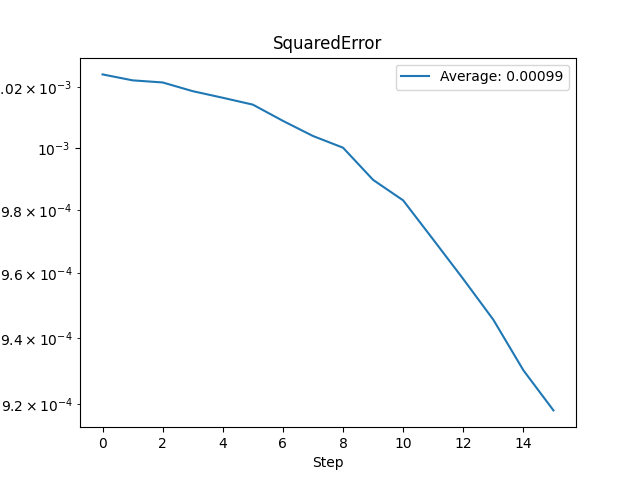 SquaredError
Average: 0.00099
.02 × 10⁻³
10⁻³
9.8 × 10⁻⁴
9.6 × 10⁻⁴
9.4 × 10⁻⁴
9.2 × 10⁻⁴
0 2 4 6 8 10 12 14
Step